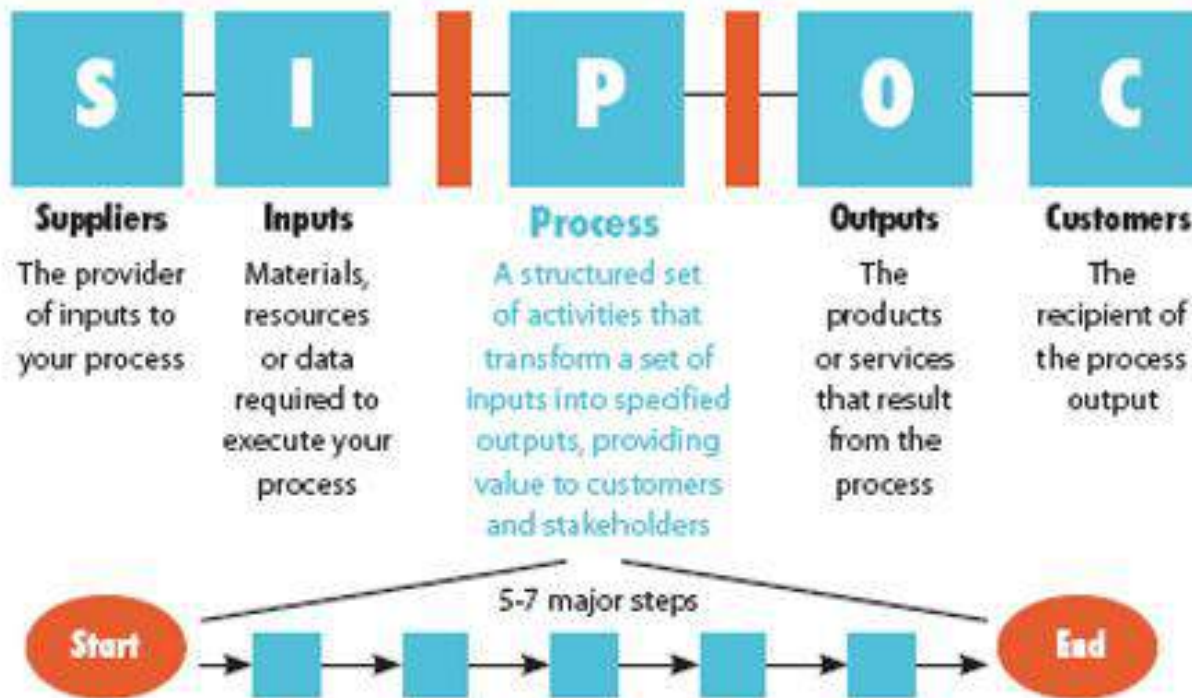 S I P O C
Suppliers
The provider
of inputs to
your process
Inputs
Materials,
resources
or data
required to
execute your
process
Process
A structured set
of activities that
transform a set of
inputs into specified
outputs, providing
value to customers
and stakeholders
Outputs
The
products
or services
that result
from the
process
Customers
The
recipient of
the process
output
5-7 major steps
Start
End